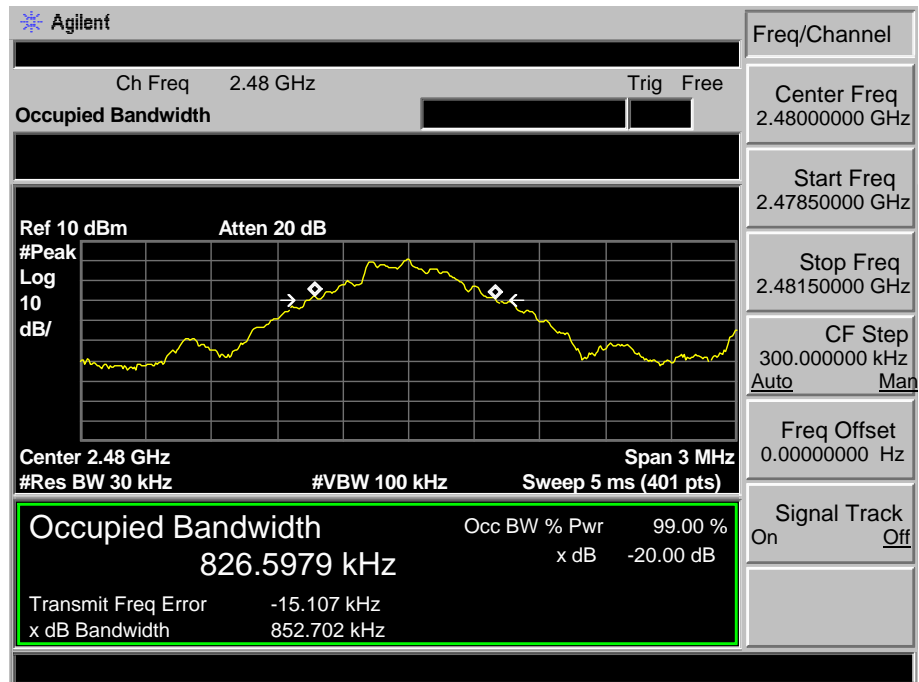 Agilent
Freq/Channel
Ch Freq 2.48 GHz Trig Free
Occupied Bandwidth
Center Freq
2.48000000 GHz
Start Freq
2.47850000 GHz
Ref 10 dBm Atten 20 dB
#Peak
Log
10
dB/
Stop Freq
2.48150000 GHz
CF Step
300.000000 kHz
Auto Man
Freq Offset
0.00000000 Hz
Center 2.48 GHz Span 3 MHz
#Res BW 30 kHz #VBW 100 kHz Sweep 5 ms (401 pts)
Signal Track
On Off
Occupied Bandwidth
826.5979 kHz
Occ BW % Pwr 99.00 %
x dB -20.00 dB
Transmit Freq Error -15.107 kHz
x dB Bandwidth 852.702 kHz